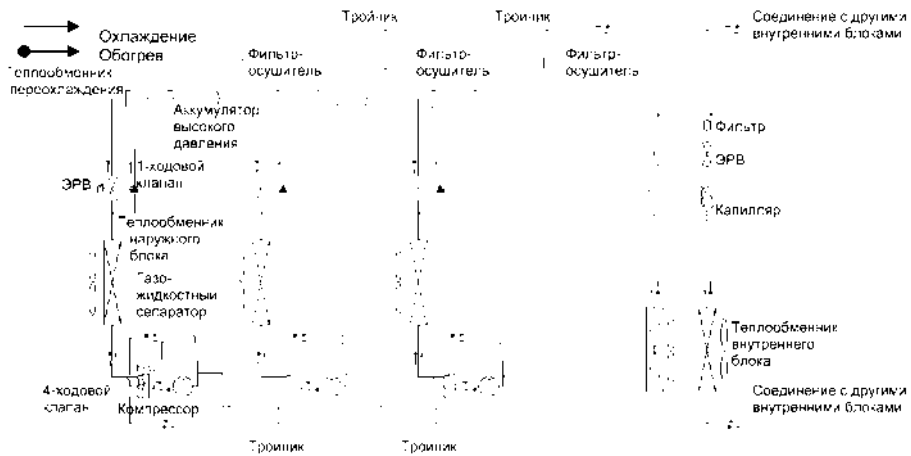 Тройчик
Тройчик
Соединение с другими
внутренними блоками
Охлаждение
Обогрев
Фильтр-
осушитель
Фильтр-
осушитель
Фильтр-
осушитель
Теплообменник
переохлаждения
Аккумулятор
высокого
давления
Фильтр
ЭРВ
1-ходовой
клапан
ЭРВ
Капилляр
Теплообменник
наружного
блока
Газо-
жидкостный
сепаратор
Теплообменник
внутреннего
блока
4-ходовой
клапан
Компрессор
Соединение с другими
внутренними блоками
Тройник
Тройник